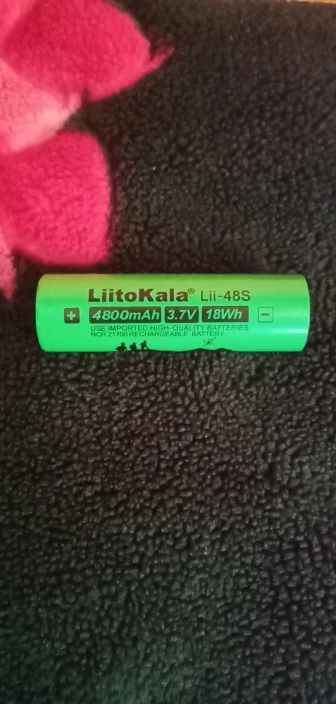 LiitoKala® Lii-48S
+ 4800mAh 3.7V 18Wh −
USE IMPORTED HIGH-QUALITY BATTERIES
NCR 21700 RECHARGEABLE BATTERY